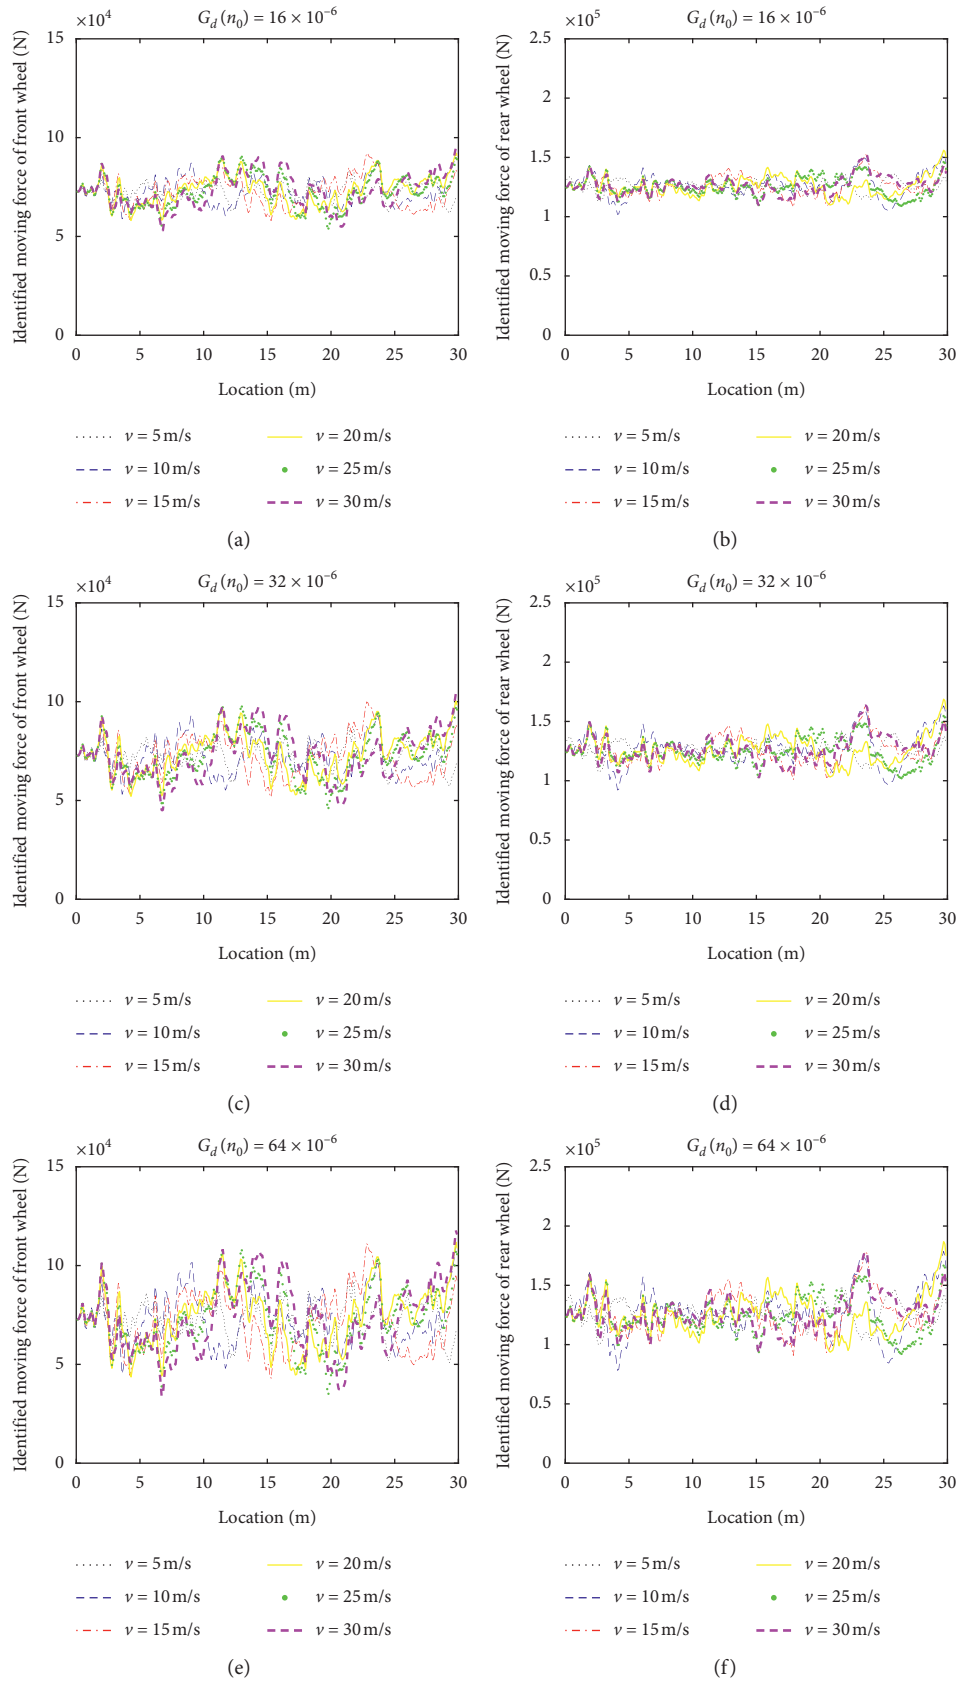 ×10⁴
G_d(n₀) = 16 × 10⁻⁶
Identified moving force of front wheel (N)
15
10
5
0
0 5 10 15 20 25 30
Location (m)
v = 5 m/s
v = 10 m/s
v = 15 m/s
v = 20 m/s
v = 25 m/s
v = 30 m/s
(a)
×10⁵
G_d(n₀) = 16 × 10⁻⁶
Identified moving force of rear wheel (N)
2.5
2
1.5
1
0.5
0
0 5 10 15 20 25 30
Location (m)
v = 5 m/s
v = 10 m/s
v = 15 m/s
v = 20 m/s
v = 25 m/s
v = 30 m/s
(b)
×10⁴
G_d(n₀) = 32 × 10⁻⁶
Identified moving force of front wheel (N)
15
10
5
0
0 5 10 15 20 25 30
Location (m)
v = 5 m/s
v = 10 m/s
v = 15 m/s
v = 20 m/s
v = 25 m/s
v = 30 m/s
(c)
×10⁵
G_d(n₀) = 32 × 10⁻⁶
Identified moving force of rear wheel (N)
2.5
2
1.5
1
0.5
0
0 5 10 15 20 25 30
Location (m)
v = 5 m/s
v = 10 m/s
v = 15 m/s
v = 20 m/s
v = 25 m/s
v = 30 m/s
(d)
×10⁴
G_d(n₀) = 64 × 10⁻⁶
Identified moving force of front wheel (N)
15
10
5
0
0 5 10 15 20 25 30
Location (m)
v = 5 m/s
v = 10 m/s
v = 15 m/s
v = 20 m/s
v = 25 m/s
v = 30 m/s
(e)
×10⁵
G_d(n₀) = 64 × 10⁻⁶
Identified moving force of rear wheel (N)
2.5
2
1.5
1
0.5
0
0 5 10 15 20 25 30
Location (m)
v = 5 m/s
v = 10 m/s
v = 15 m/s
v = 20 m/s
v = 25 m/s
v = 30 m/s
(f)